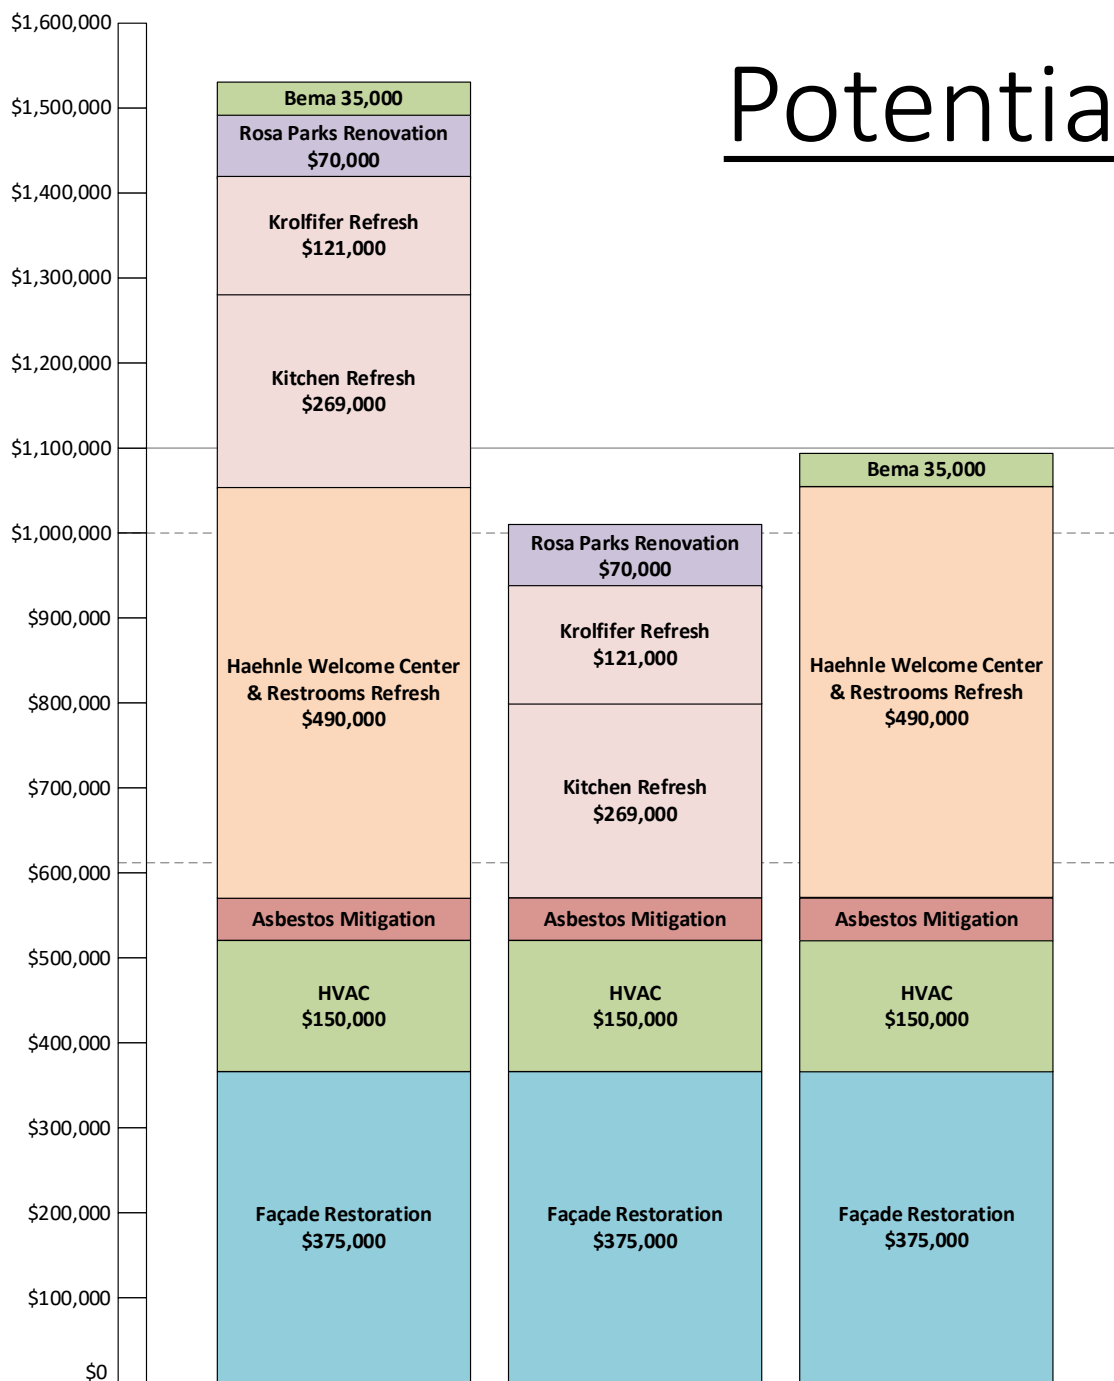 Potentia
$1,600,000
$1,500,000
$1,400,000
$1,300,000
$1,200,000
$1,100,000
$1,000,000
$900,000
$800,000
$700,000
$600,000
$500,000
$400,000
$300,000
$200,000
$100,000
$0
Bema 35,000
Rosa Parks Renovation
$70,000
Krolfifer Refresh
$121,000
Kitchen Refresh
$269,000
Haehnle Welcome Center
& Restrooms Refresh
$490,000
Asbestos Mitigation
HVAC
$150,000
Façade Restoration
$375,000
Rosa Parks Renovation
$70,000
Krolfifer Refresh
$121,000
Kitchen Refresh
$269,000
Asbestos Mitigation
HVAC
$150,000
Façade Restoration
$375,000
Bema 35,000
Haehnle Welcome Center
& Restrooms Refresh
$490,000
Asbestos Mitigation
HVAC
$150,000
Façade Restoration
$375,000